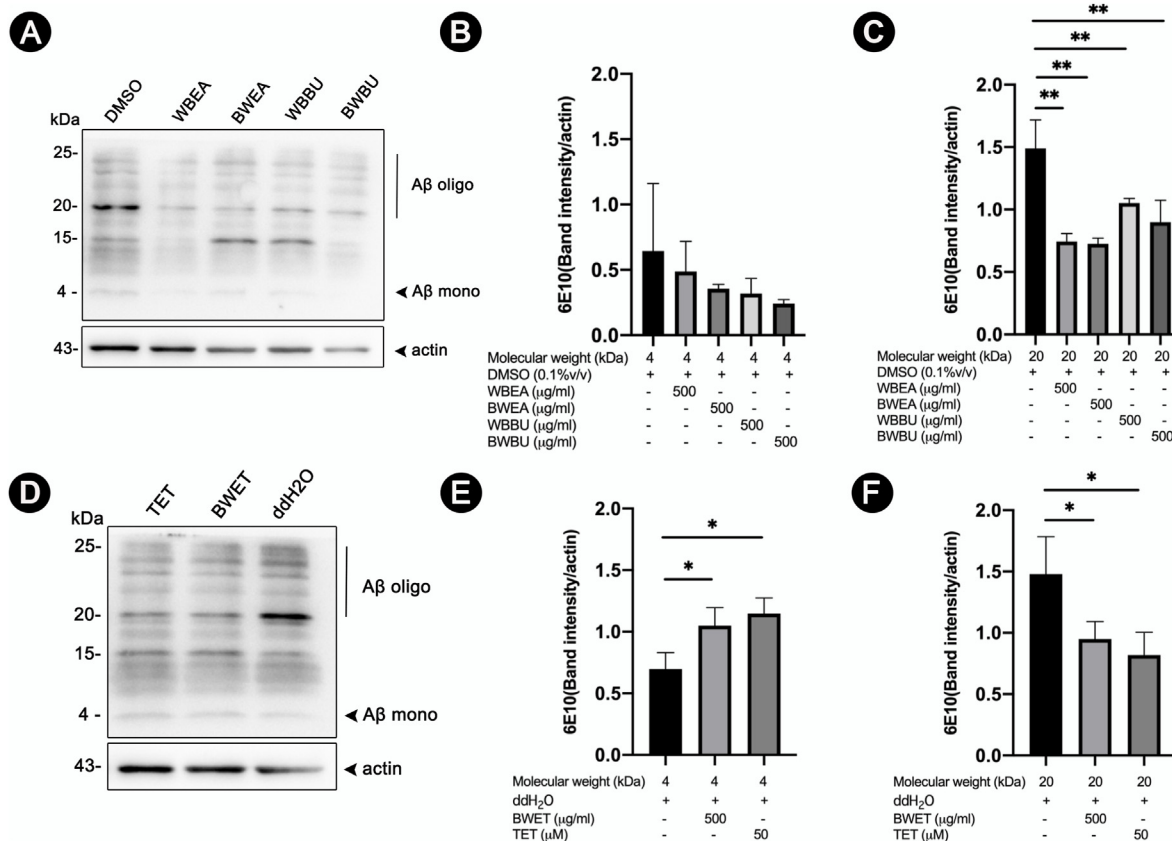 A
DMSO
WBEA
BWEA
WBBU
BWBU
kDa
25-
20-
15-
4 -
43-
Aβ oligo
Aβ mono
actin
B
6E10(Band intensity/actin)
2.0
1.5
1.0
0.5
0.0
Molecular weight (kDa) 4 4 4 4 4
DMSO (0.1%v/v) + + + + +
WBEA (μg/ml) - 500 - - -
BWEA (μg/ml) - - 500 - -
WBBU (μg/ml) - - - 500 -
BWBU (μg/ml) - - - - 500
C
**
**
**
**
6E10(Band intensity/actin)
2.0
1.5
1.0
0.5
0.0
Molecular weight (kDa) 20 20 20 20 20
DMSO (0.1%v/v) + + + + +
WBEA (μg/ml) - 500 - - -
BWEA (μg/ml) - - 500 - -
WBBU (μg/ml) - - - 500 -
BWBU (μg/ml) - - - - 500
D
TET
BWET
ddH2O
kDa
25-
20-
15-
4 -
43-
Aβ oligo
Aβ mono
actin
E
*
*
6E10(Band intensity/actin)
2.0
1.5
1.0
0.5
0.0
Molecular weight (kDa) 4 4 4
ddH₂O + + +
BWET (μg/ml) - 500 -
TET (μM) - - 50
F
*
*
6E10(Band intensity/actin)
2.0
1.5
1.0
0.5
0.0
Molecular weight (kDa) 20 20 20
ddH₂O + + +
BWET (μg/ml) - 500 -
TET (μM) - - 50